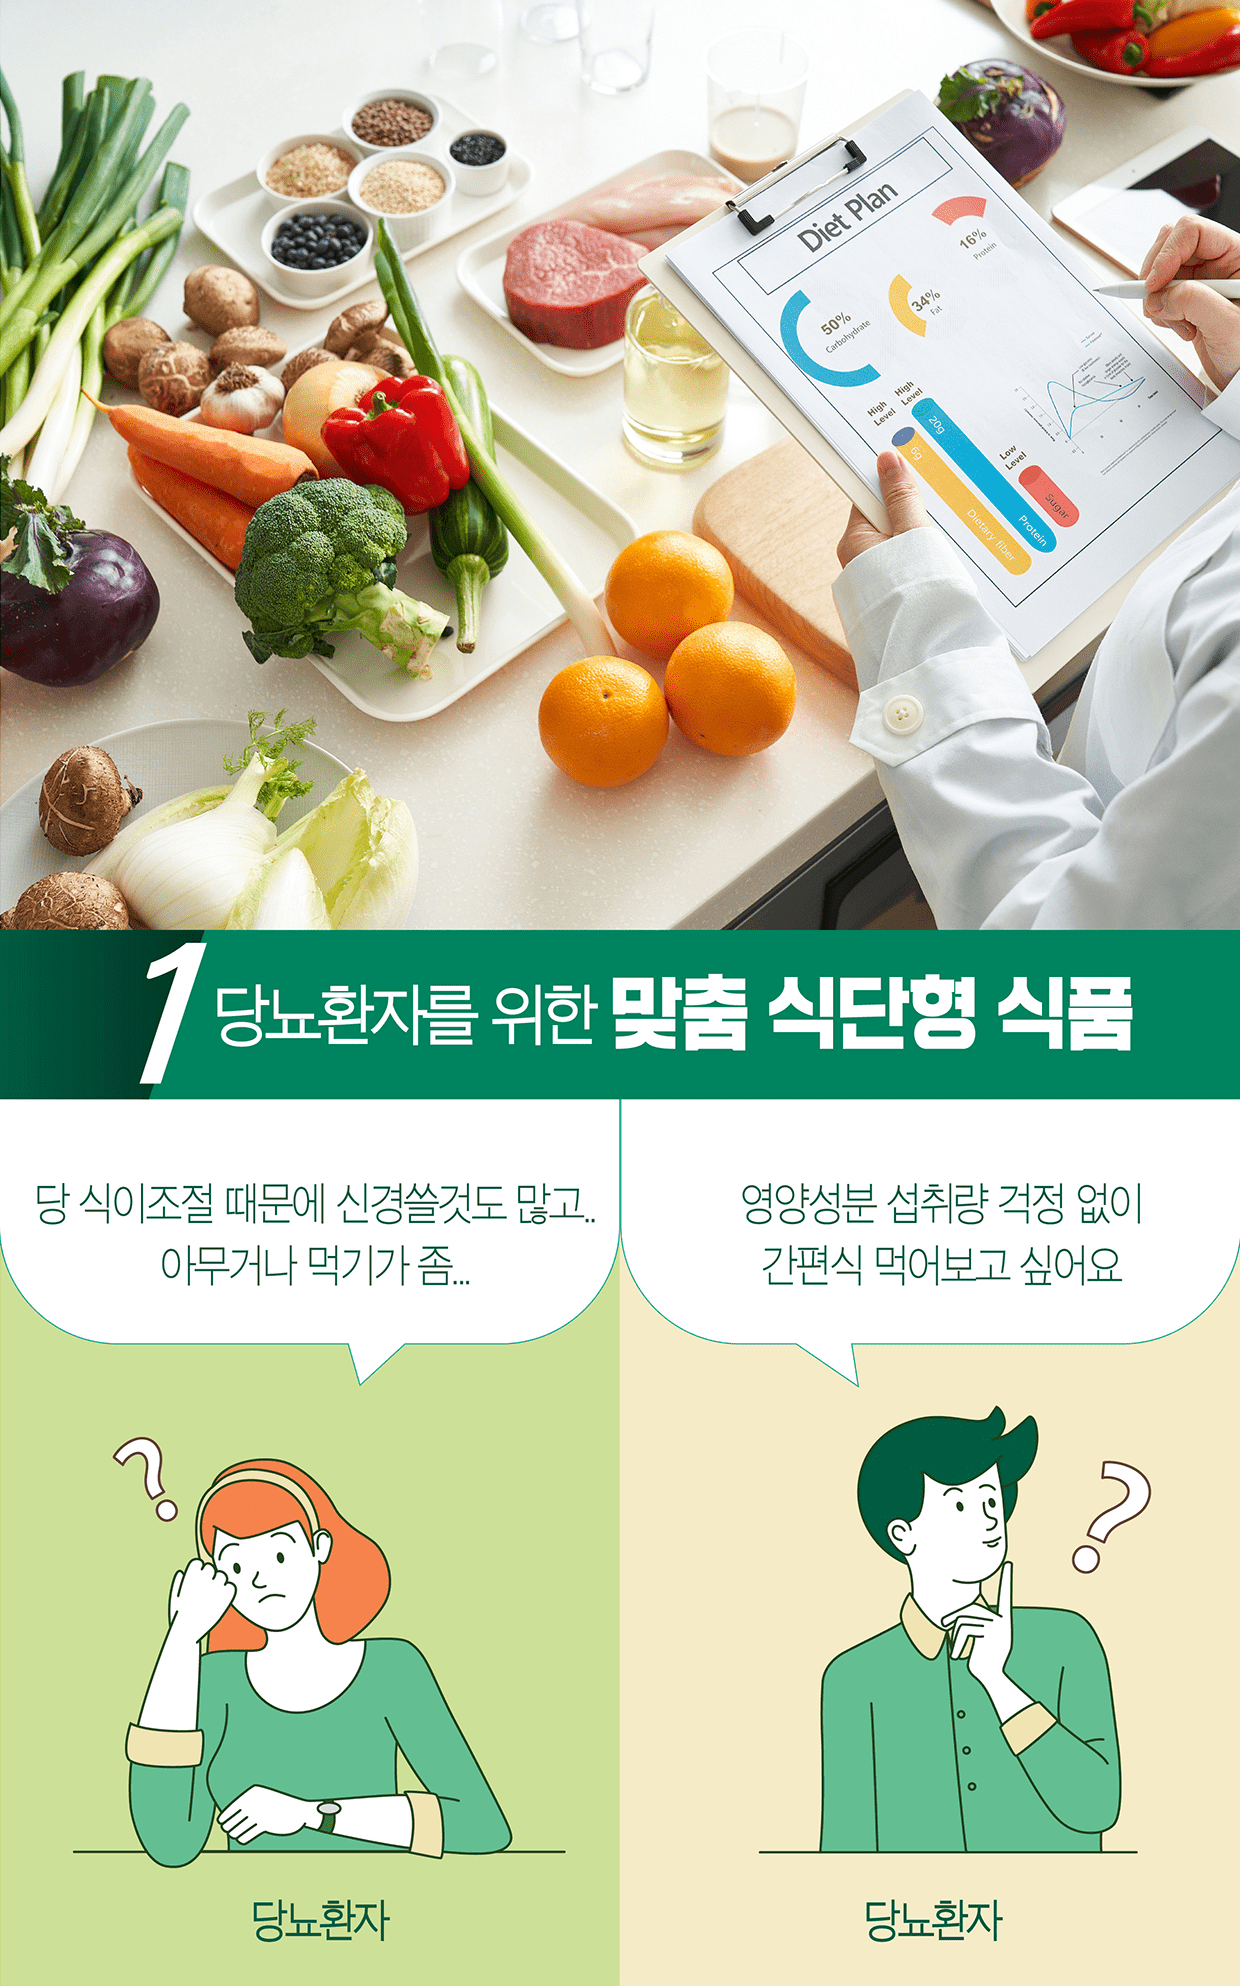 Diet Plan
16%
Protein
34%
Fat
50%
Carbohydrate
High
Level
High
Level
Low
Level
6g
Dietary fiber
20g
Protein
Sugar
1 당뇨환자를 위한 맞춤 식단형 식품
당 식이조절 때문에 신경쓸것도 많고..
아무거나 먹기가 좀...
영양성분 섭취량 걱정 없이
간편식 먹어보고 싶어요
?
?
당뇨환자
당뇨환자